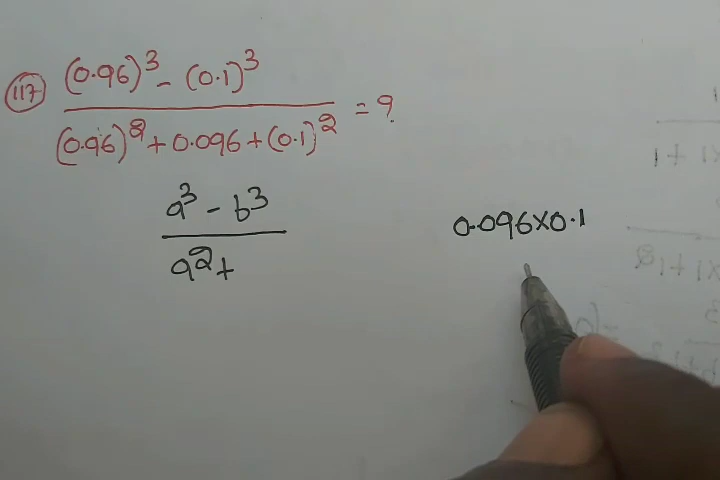 117 (0.96)³ - (0.1)³
(0.96)² + 0.096 + (0.1)² = ?
a³ - b³
a² +
0.096×0.1